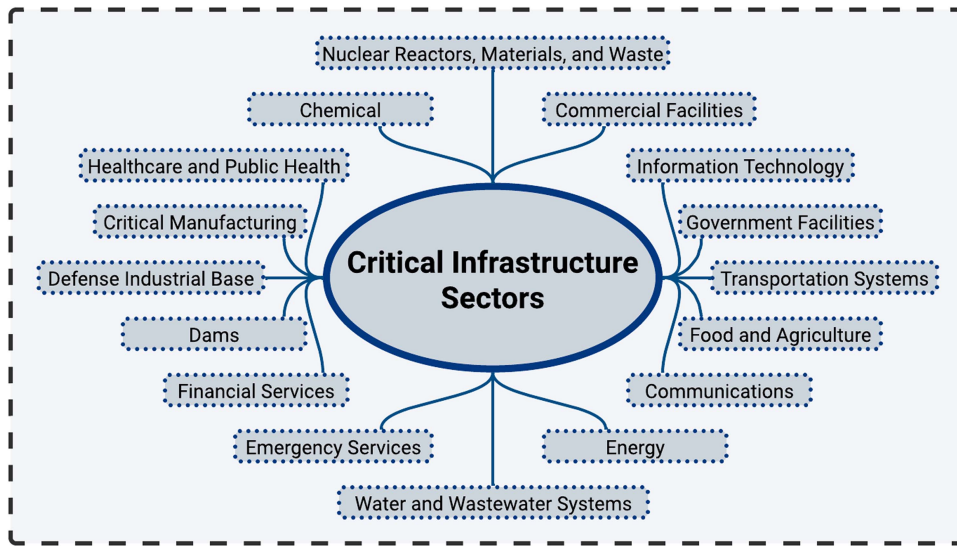 Nuclear Reactors, Materials, and Waste
Chemical
Commercial Facilities
Healthcare and Public Health
Information Technology
Critical Manufacturing
Government Facilities
Critical Infrastructure
Sectors
Defense Industrial Base
Transportation Systems
Dams
Food and Agriculture
Financial Services
Communications
Emergency Services
Energy
Water and Wastewater Systems